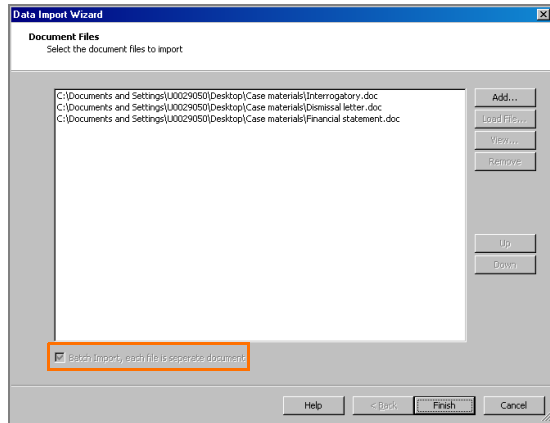 Data Import Wizard
Document Files
Select the document files to import
C:\Documents and Settings\U0029050\Desktop\Case materials\Interrogatory.doc
C:\Documents and Settings\U0029050\Desktop\Case materials\Dismissal letter.doc
C:\Documents and Settings\U0029050\Desktop\Case materials\Financial statement.doc
Add...
Load File...
View...
Remove
Up
Down
Batch Import, each file is seperate document
Help
< Back
Finish
Cancel